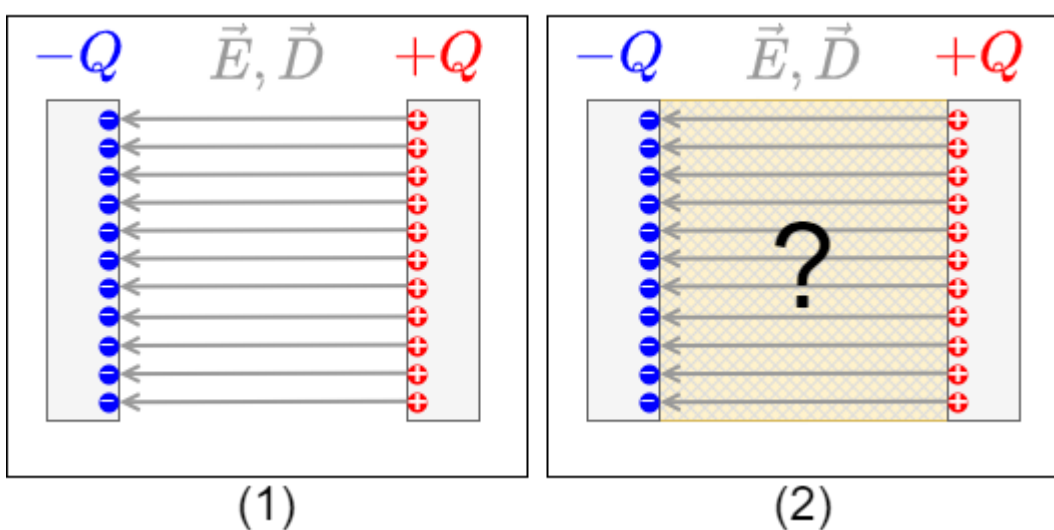 −Q E⃗, D⃗ +Q
−Q E⃗, D⃗ +Q
?
(1)
(2)